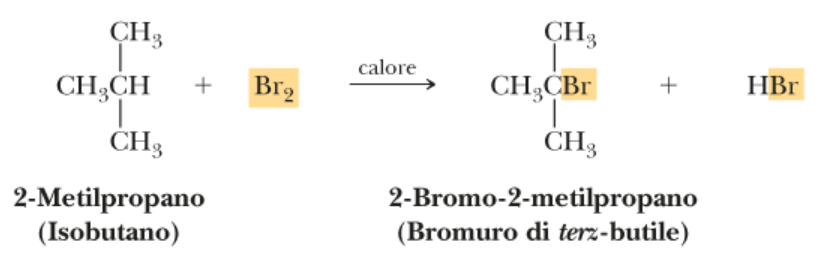 CH₃ CH₃
CH₃CH + Br₂ calore CH₃CBr + HBr
CH₃ CH₃
2-Metilpropano 2-Bromo-2-metilpropano
(Isobutano) (Bromuro di terz-butile)